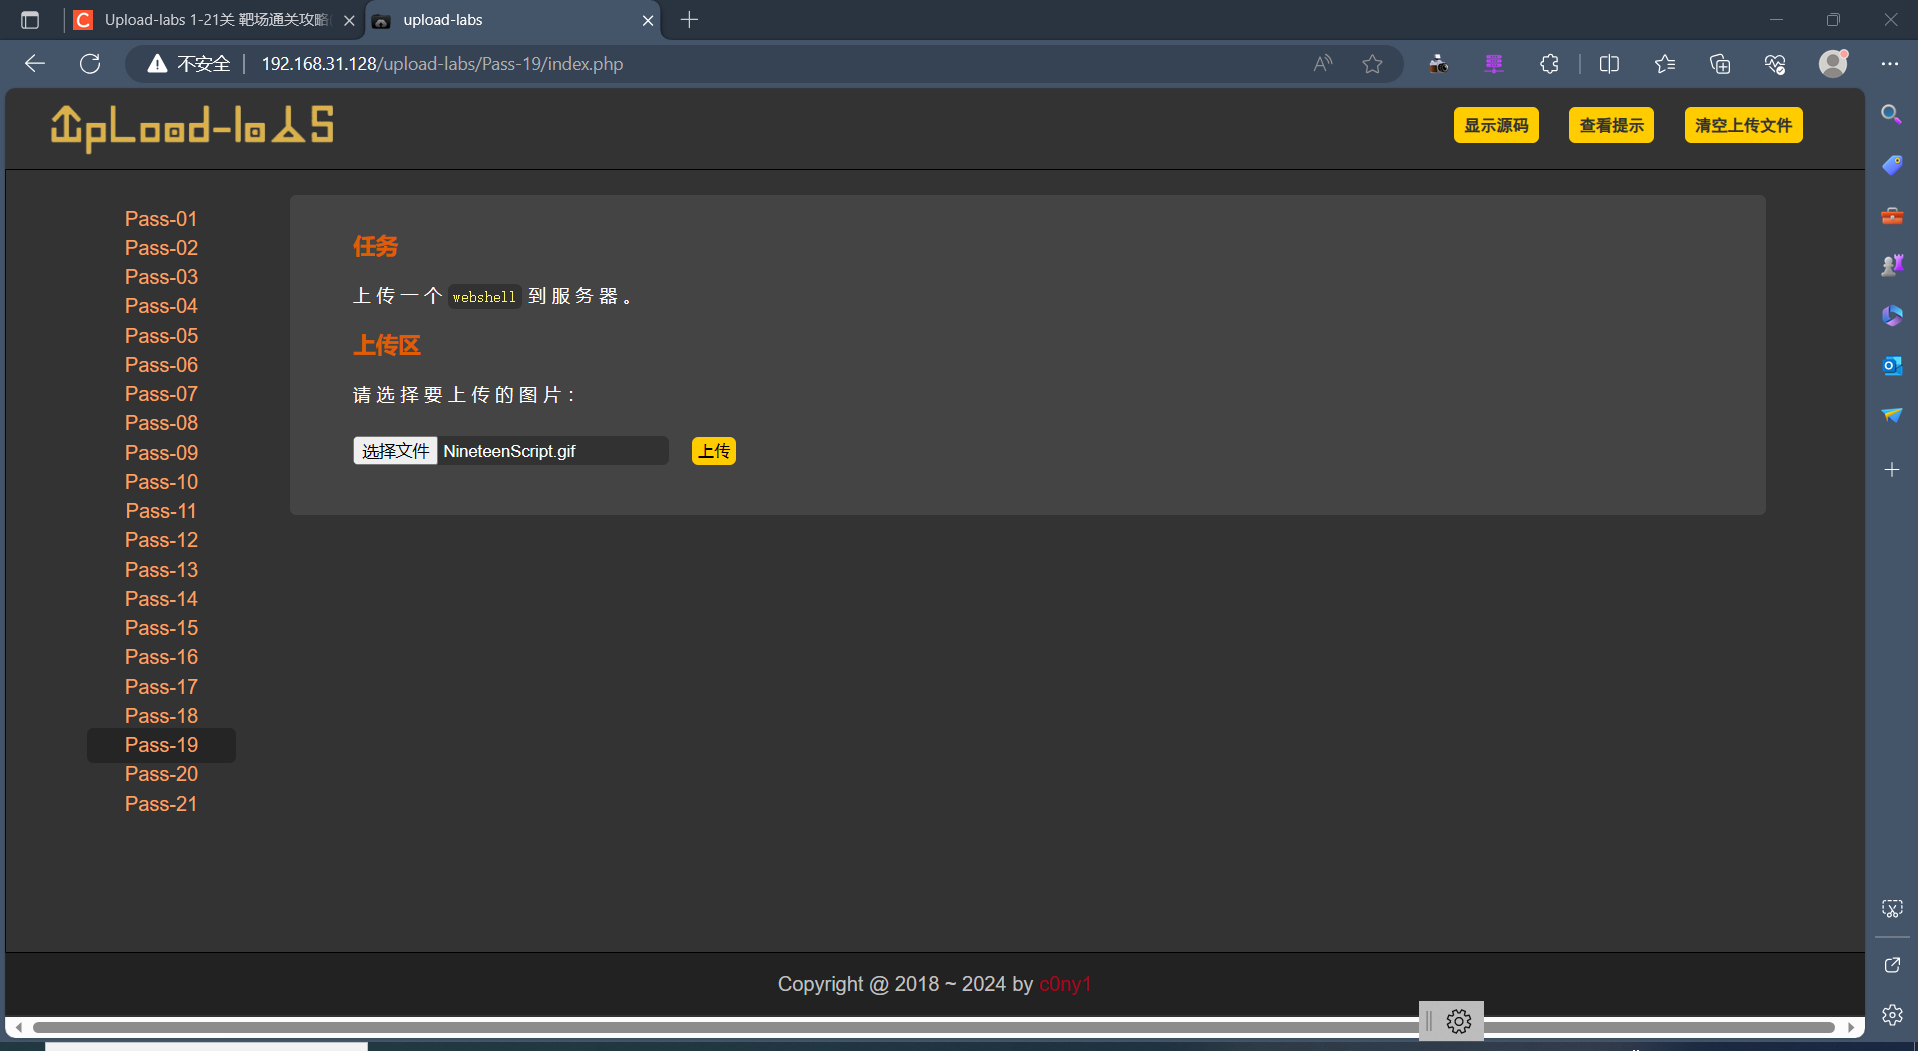 Upload-labs 1-21关 靶场通关攻略
upload-labs
不安全
192.168.31.128/upload-labs/Pass-19/index.php
UpLoad-labs
显示源码
查看提示
清空上传文件
Pass-01
Pass-02
Pass-03
Pass-04
Pass-05
Pass-06
Pass-07
Pass-08
Pass-09
Pass-10
Pass-11
Pass-12
Pass-13
Pass-14
Pass-15
Pass-16
Pass-17
Pass-18
Pass-19
Pass-20
Pass-21
任务
上传一个 webshell 到服务器。
上传区
请选择要上传的图片：
选择文件 NineteenScript.gif 上传
Copyright @ 2018 ~ 2024 by c0ny1